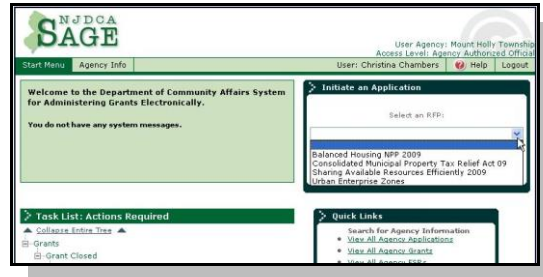 NJDCA
SAGE
User Agency: Mount Holly Township
Access Level: Agency Authorized Official
Start Menu Agency Info User: Christina Chambers Help Logout
Welcome to the Department of Community Affairs System
for Administering Grants Electronically.
You do not have any system messages.
Initiate an Application
Select an RFP:
Balanced Housing NPP 2009
Consolidated Municipal Property Tax Relief Act 09
Sharing Available Resources Efficiently 2009
Urban Enterprise Zones
Task List: Actions Required
Collapse Entire Tree
Grants
Grant Closed
Quick Links
Search for Agency Information
View All Agency Applications
View All Agency Grants
View All Agency FSRs